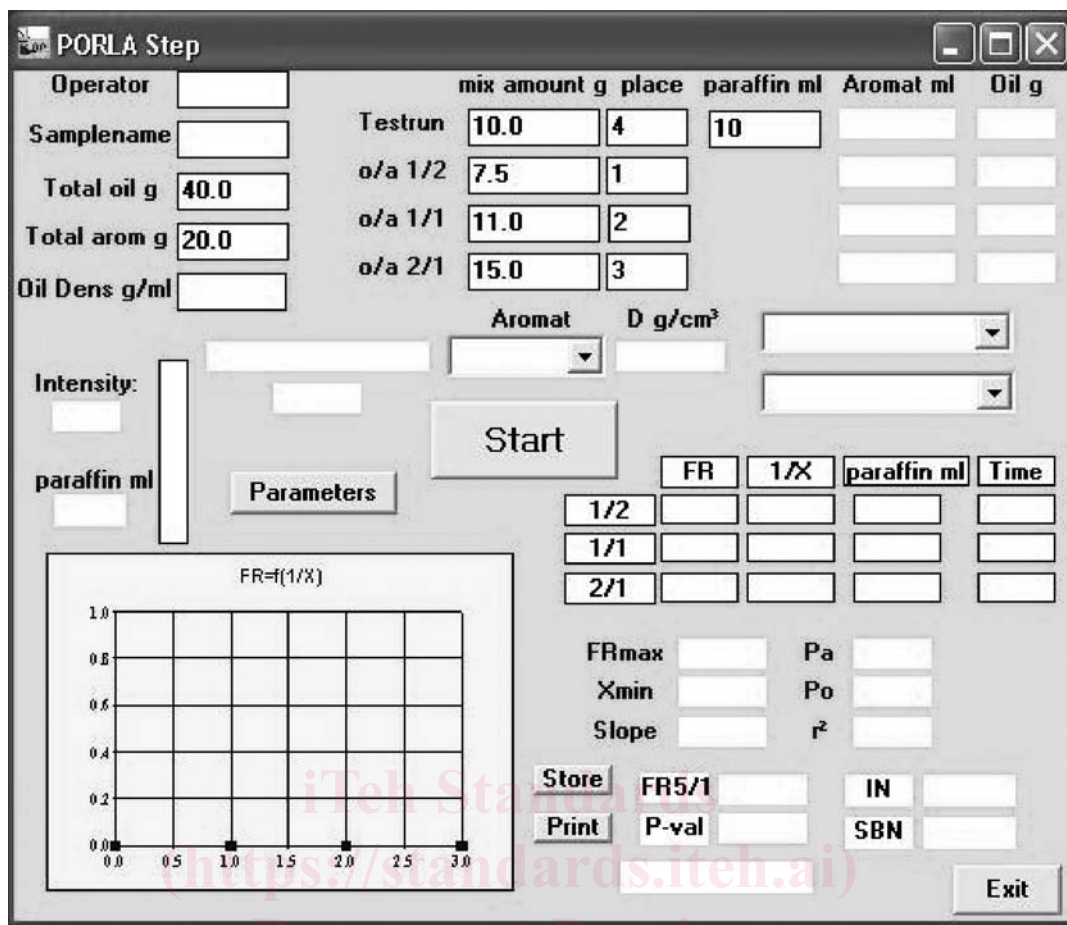 PORLA Step
Operator
Samplename
Total oil g 40.0
Total arom g 20.0
Oil Dens g/ml
mix amount g place paraffin ml Aromat ml Oil g
Testrun 10.0 4 10
o/a 1/2 7.5 1
o/a 1/1 11.0 2
o/a 2/1 15.0 3
Aromat D g/cm³
Intensity:
paraffin ml
Start
Parameters
FR 1/X paraffin ml Time
1/2
1/1
2/1
FR=f(1/X)
1.0
0.8
0.6
0.4
0.2
0.0
0.0 0.5 1.0 1.5 2.0 2.5 3.0
FRmax Pa
Xmin Po
Slope r²
Store FR5/1 IN
Print P-val SBN
Exit
iTeh Standards
(https://standards.iteh.ai)